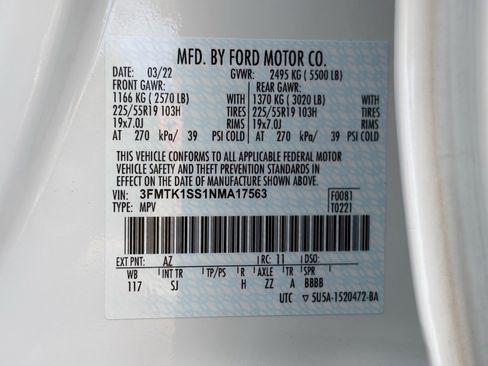 MFD. BY FORD MOTOR CO.
DATE: 03/22 GVWR: 2495 KG ( 5500 LB)
FRONT GAWR: REAR GAWR:
1166 KG ( 2570 LB) WITH 1370 KG ( 3020 LB) WITH
225/55R19 103H TIRES 225/55R19 103H TIRES
19x7.0J RIMS 19x7.0J RIMS
AT 270 kPa/ 39 PSI COLD AT 270 kPa/ 39 PSI COLD
THIS VEHICLE CONFORMS TO ALL APPLICABLE FEDERAL MOTOR
VEHICLE SAFETY AND THEFT PREVENTION STANDARDS IN
EFFECT ON THE DATE OF MANUFACTURE SHOWN ABOVE.
VIN: 3FMTK1SS1NMA17563 F0081
TYPE: MPV T0221
EXT PNT: AZ RC: 11 DSO:
WB INT TR TP/PS R AXLE TR SPR
117 SJ H ZZ A BBBB
UTC ▽ 5U5A-1520472-BA